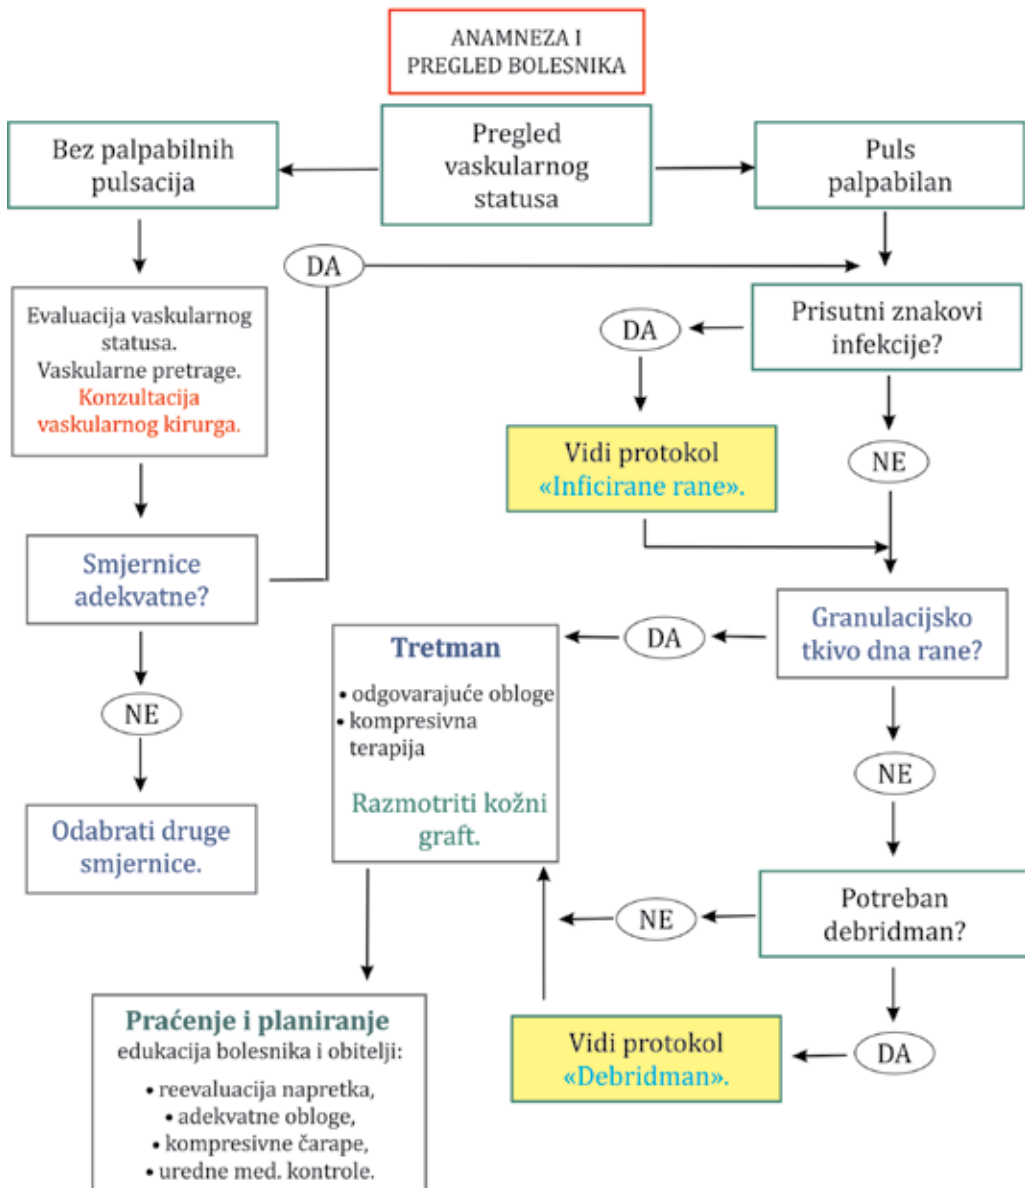 ANAMNEZA I
PREGLED BOLESNIKA
Bez palpabilnih
pulsacija
Pregled
vaskularnog
statusa
Puls
palpabilan
DA
Evaluacija vaskularnog
statusa.
Vaskularne pretrage.
Konzultacija
vaskularnog kirurga.
Prisutni znakovi
infekcije?
DA
Vidi protokol
«Inficirane rane».
NE
Smjernice
adekvatne?
Granulacijsko
tkivo dna rane?
DA
Tretman
• odgovarajuće obloge
• kompresivna
terapija
Razmotriti kožni
graft.
NE
NE
Odabrati druge
smjernice.
Potreban
debridman?
NE
Praćenje i planiranje
edukacija bolesnika i obitelji:
• reevaluacija napretka,
• adekvatne obloge,
• kompresivne čarape,
• uredne med. kontrole.
Vidi protokol
«Debridman».
DA